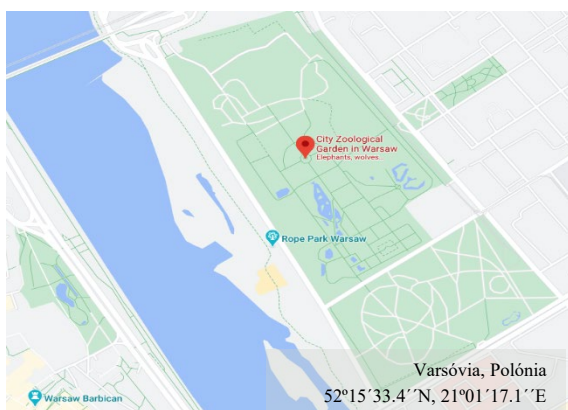 City Zoological
Garden in Warsaw
Elephants, wolves
Rope Park Warsaw
Warsaw Barbican
Varsóvia, Polónia
52º15´33.4´´N, 21º01´17.1´´E